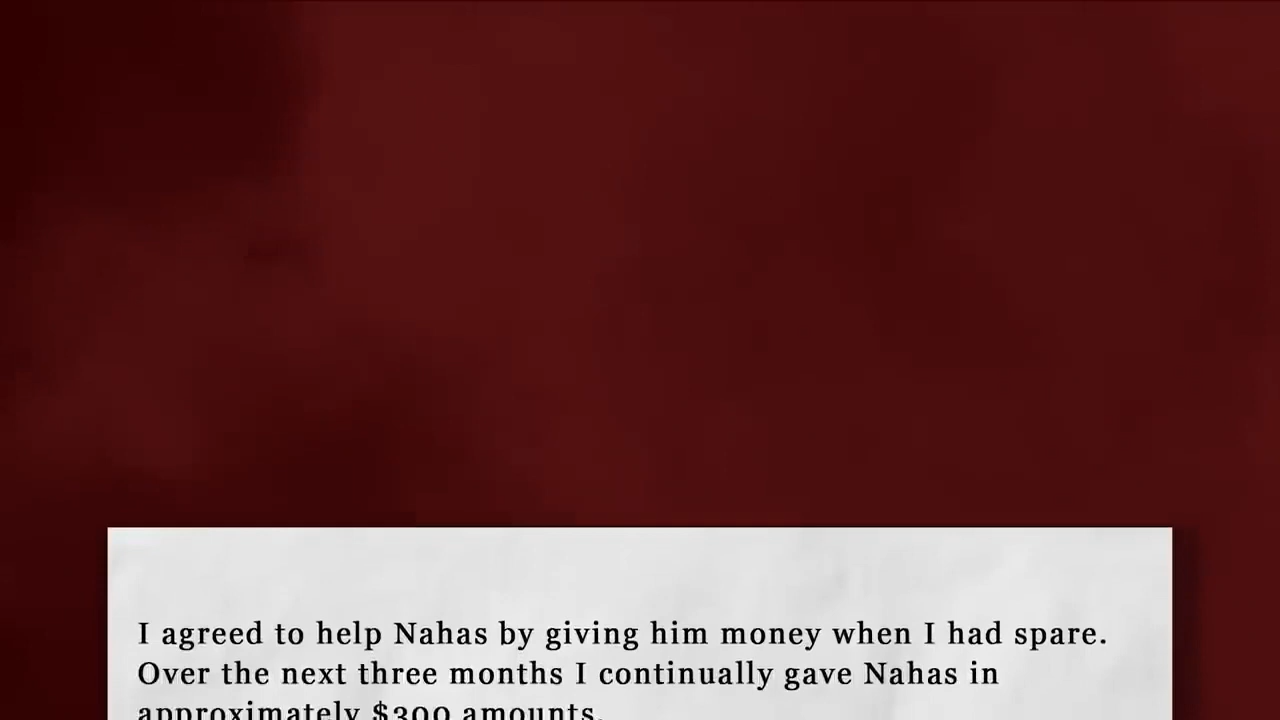 I agreed to help Nahas by giving him money when I had spare.
Over the next three months I continually gave Nahas in
approximately $300 amounts.